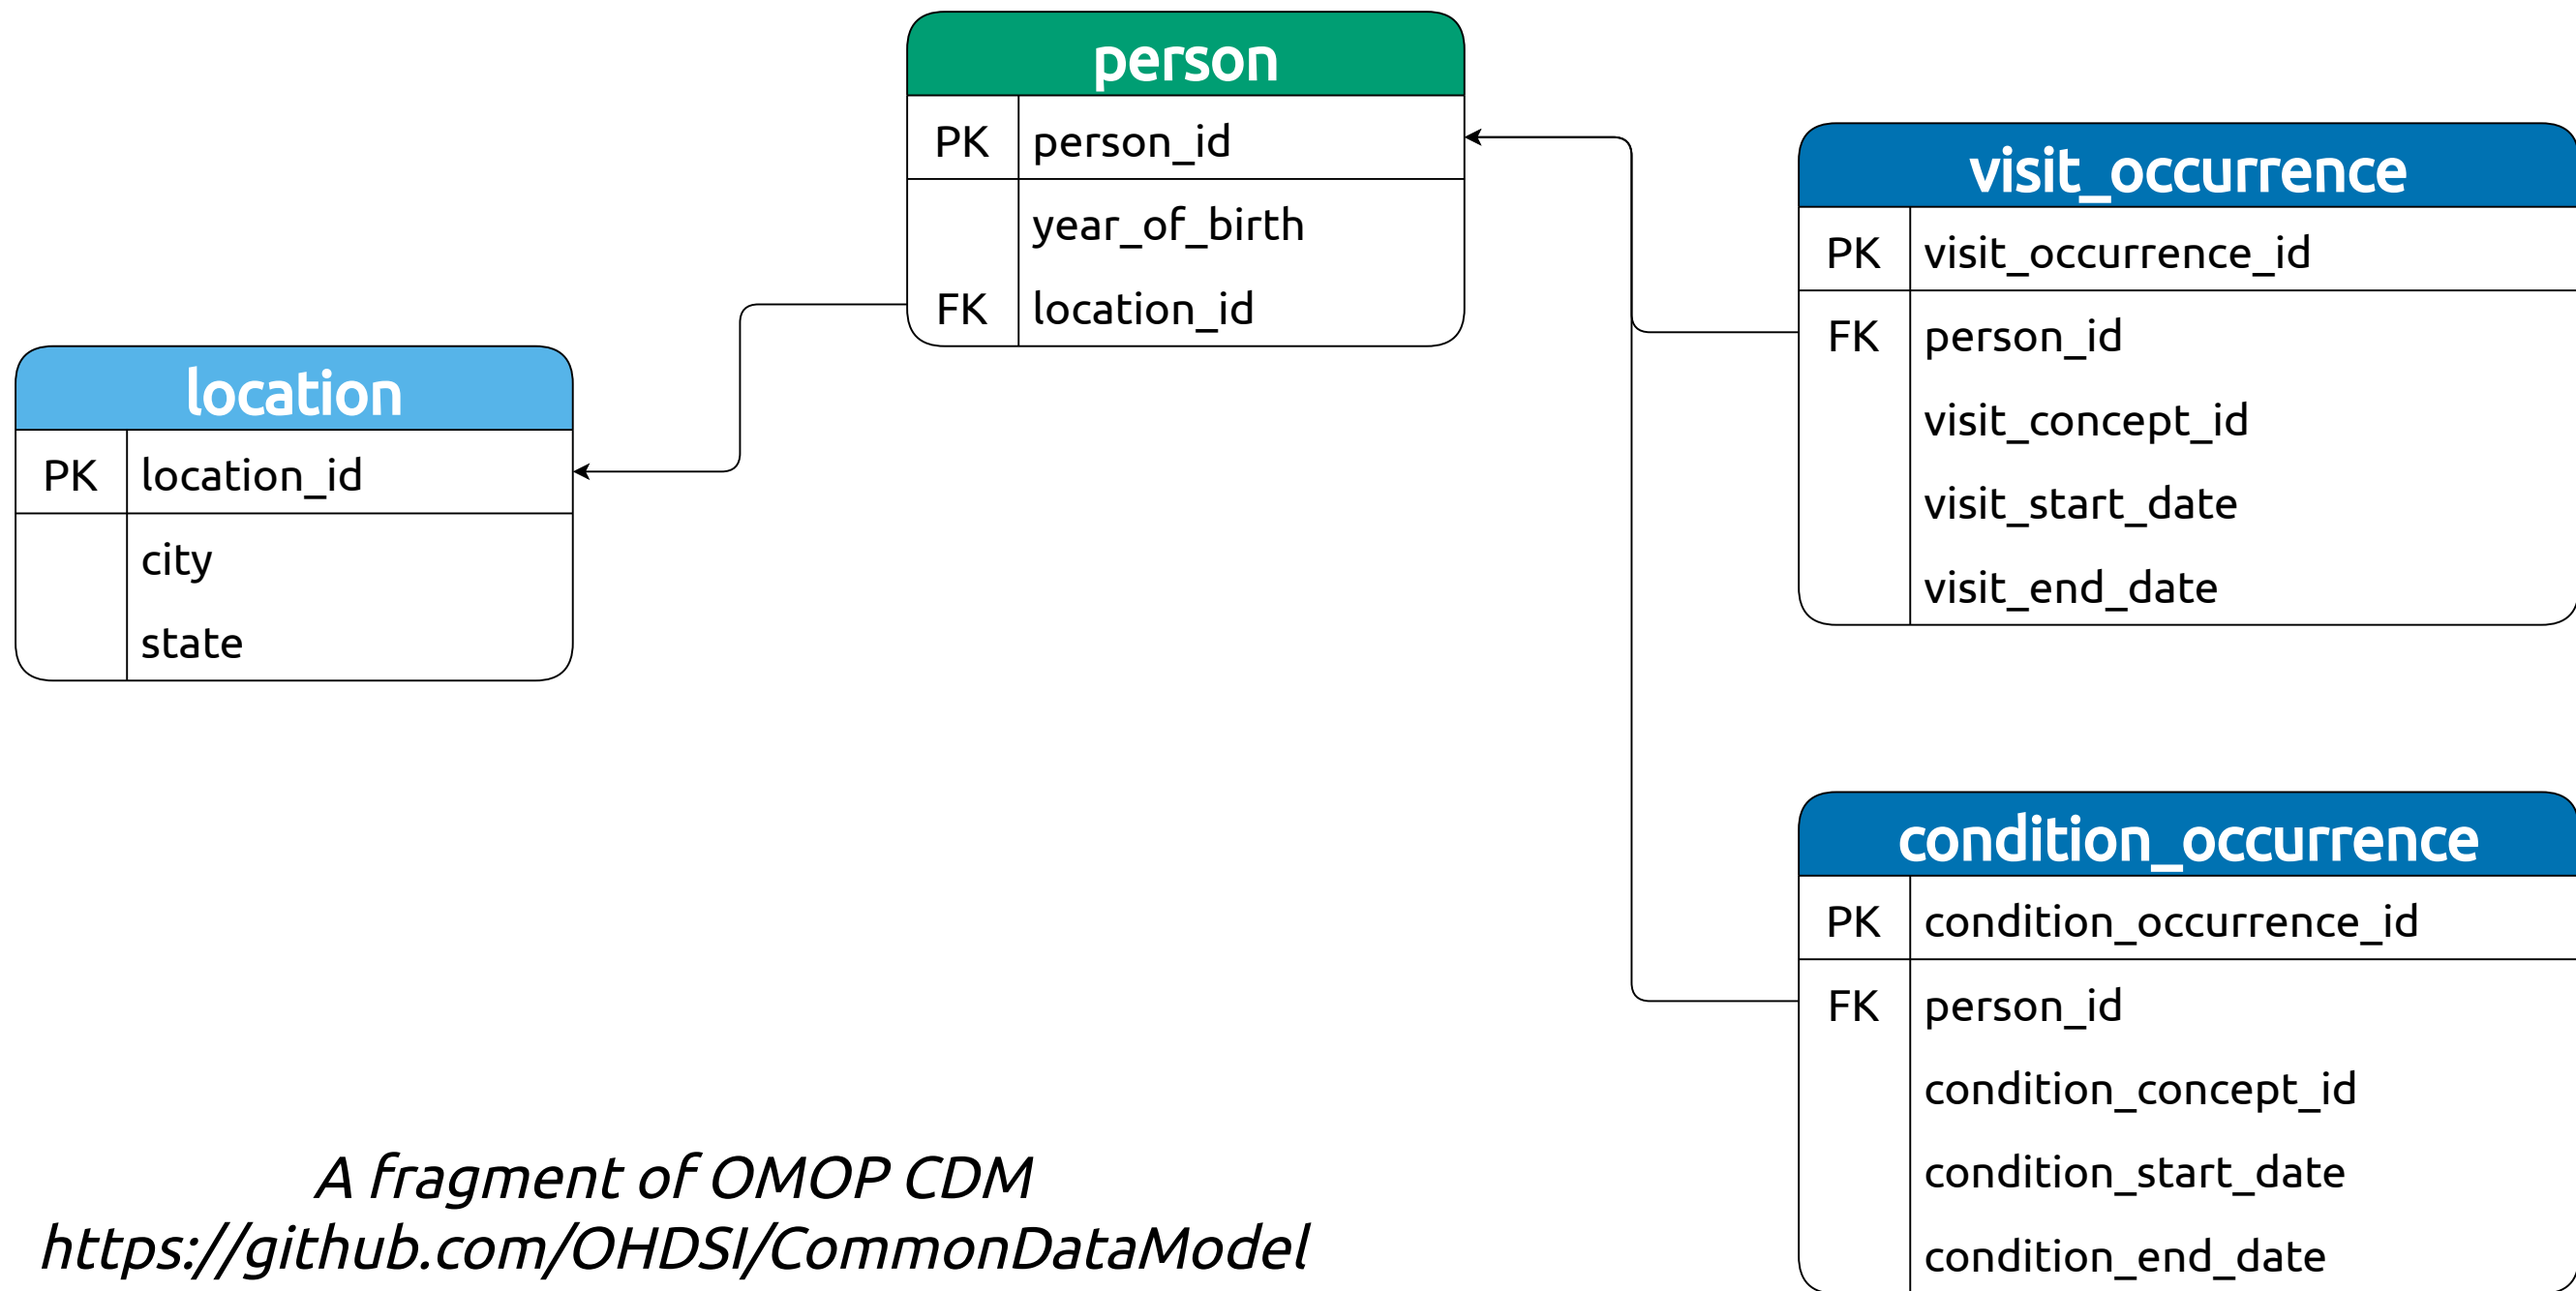 person
PK person_id
year_of_birth
FK location_id
location
PK location_id
city
state
visit_occurrence
PK visit_occurrence_id
FK person_id
visit_concept_id
visit_start_date
visit_end_date
condition_occurrence
PK condition_occurrence_id
FK person_id
condition_concept_id
condition_start_date
condition_end_date
A fragment of OMOP CDM
https://github.com/OHDSI/CommonDataModel